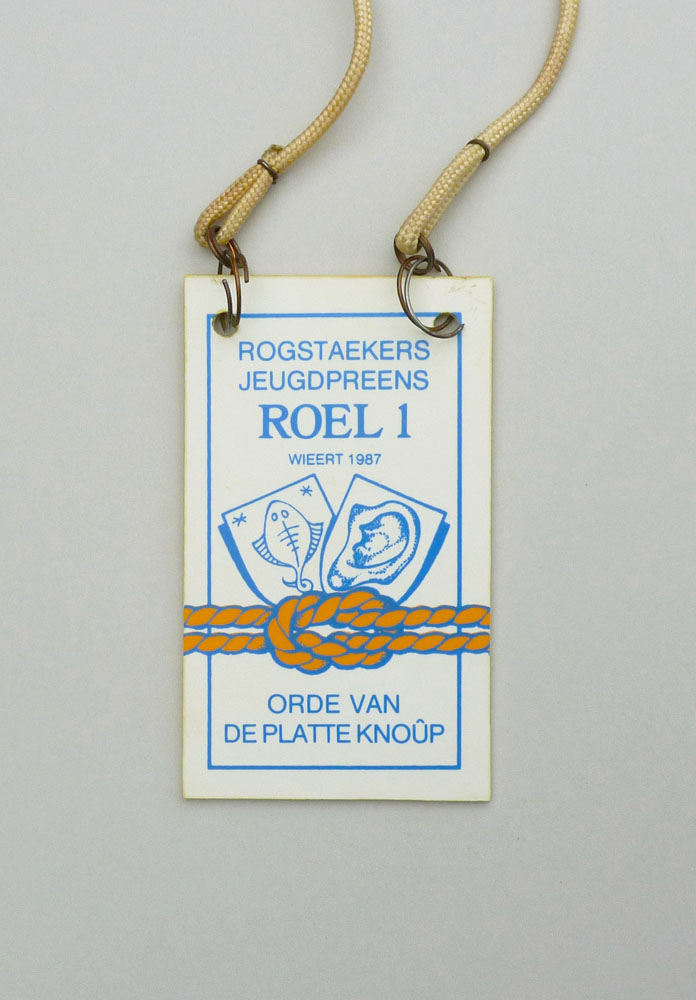 ROGSTAEKERS
JEUGDPREENS
ROEL 1
WIEERT 1987
ORDE VAN
DE PLATTE KNOÛP